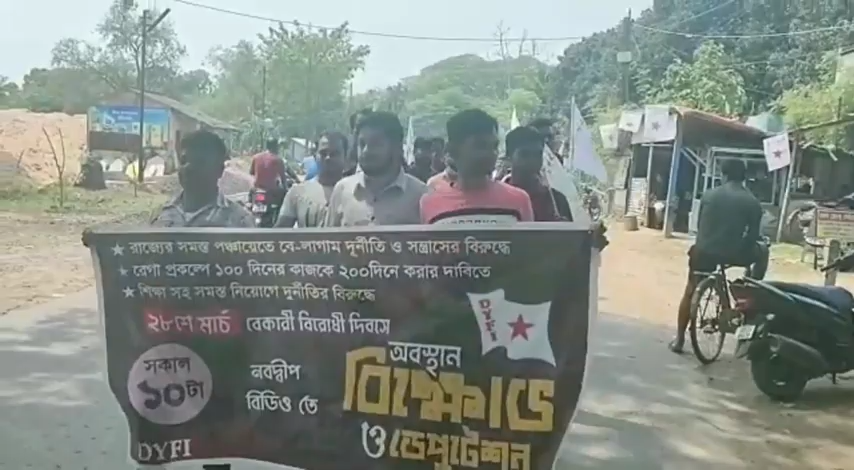 ★ রাজ্যের সমস্ত পঞ্চায়েতে বে-লাগাম দুর্নীতি ও সন্ত্রাসের বিরুদ্ধে
★ রেগা প্রকল্পে ১০০ দিনের কাজকে ২০০দিনে করার দাবিতে
★ শিক্ষা সহ সমস্ত নিয়োগে দুর্নীতির বিরুদ্ধে
২৮শে মার্চ বেকারী বিরোধী দিবসে
DYFI
সকাল ১০টা
নবদ্বীপ
বিডিও তে
অবস্থান
বিক্ষোভ
ও ডেপুটেশন
DYFI